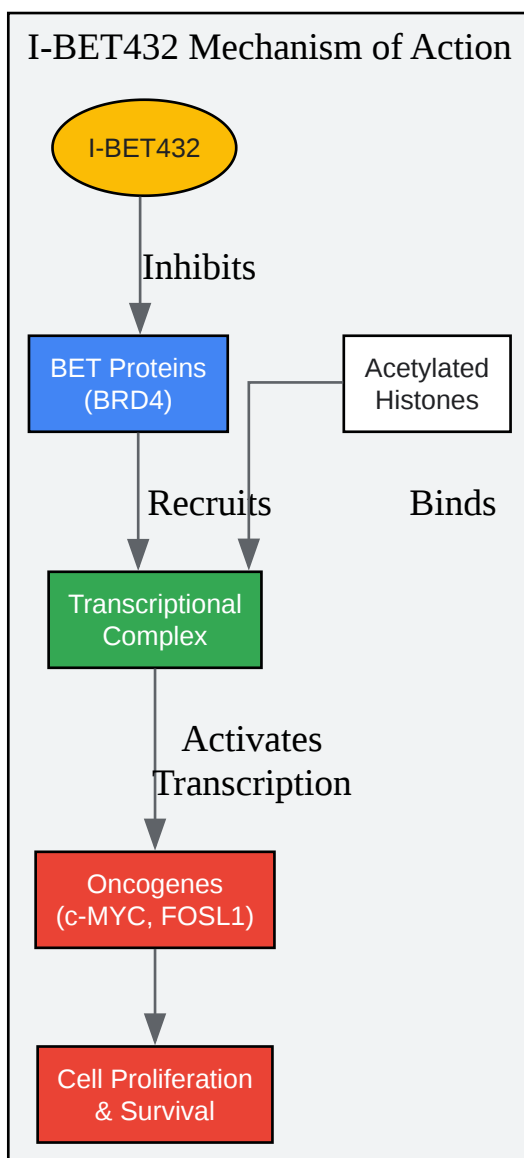 I-BET432 Mechanism of Action
I-BET432
Inhibits
BET Proteins
(BRD4)
Acetylated
Histones
Recruits
Binds
Transcriptional
Complex
Activates
Transcription
Oncogenes
(c-MYC, FOSL1)
Cell Proliferation
& Survival